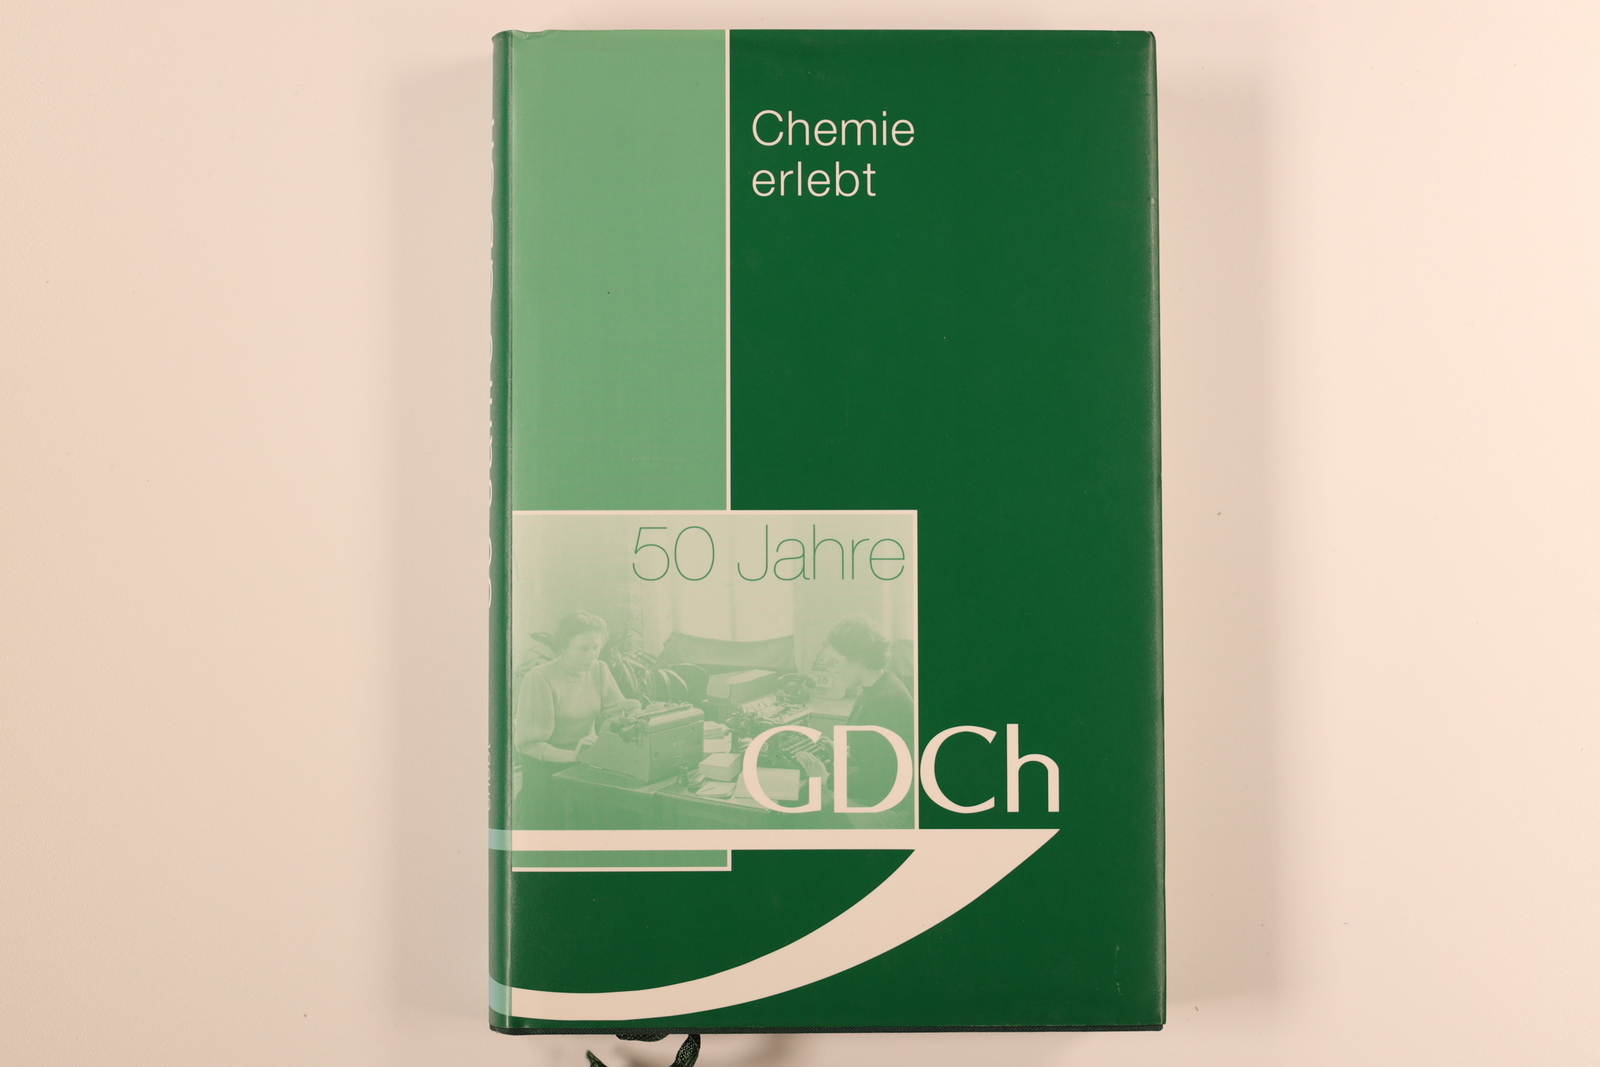 Chemie
erlebt
50 Jahre
GDCh